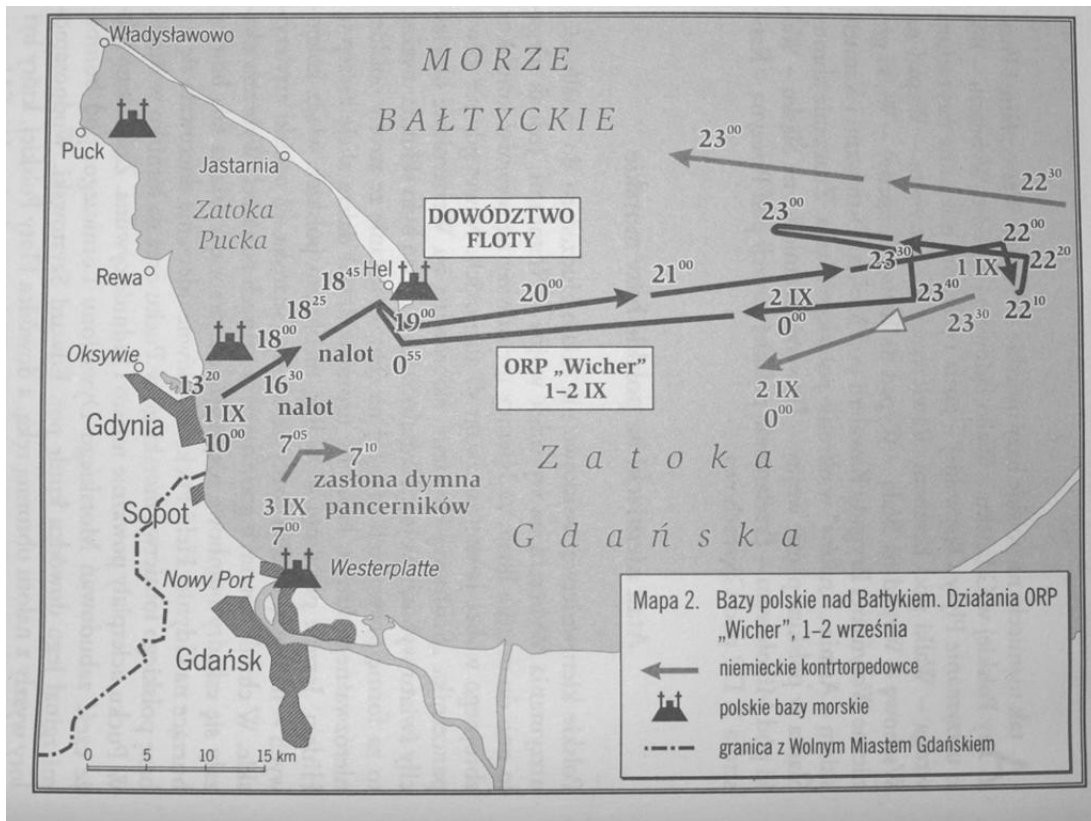 Władysławowo
MORZE
BAŁTYCKIE
Puck
Jastarnia
Zatoka
Pucka
Rewa
Hel
DOWÓDZTWO
FLOTY
23⁰⁰
22³⁰
23⁰⁰
22⁰⁰
23³⁰
1 IX
22²⁰
22¹⁰
23⁴⁰
23³⁰
2 IX
0⁰⁰
2 IX
0⁰⁰
21⁰⁰
20⁰⁰
19⁰⁰
0⁵⁵
18⁴⁵
18²⁵
18⁰⁰
nalot
16³⁰
nalot
ORP „Wicher”
1–2 IX
Oksywie
13²⁰
1 IX
10⁰⁰
Gdynia
7⁰⁵
7¹⁰
zasłona dymna
pancerników
3 IX
7⁰⁰
Zatoka
Gdańska
Sopot
Nowy Port
Westerplatte
Gdańsk
0 5 10 15 km
Mapa 2. Bazy polskie nad Bałtykiem. Działania ORP
„Wicher”, 1–2 września
niemieckie kontrtorpedowce
polskie bazy morskie
granica z Wolnym Miastem Gdańskiem